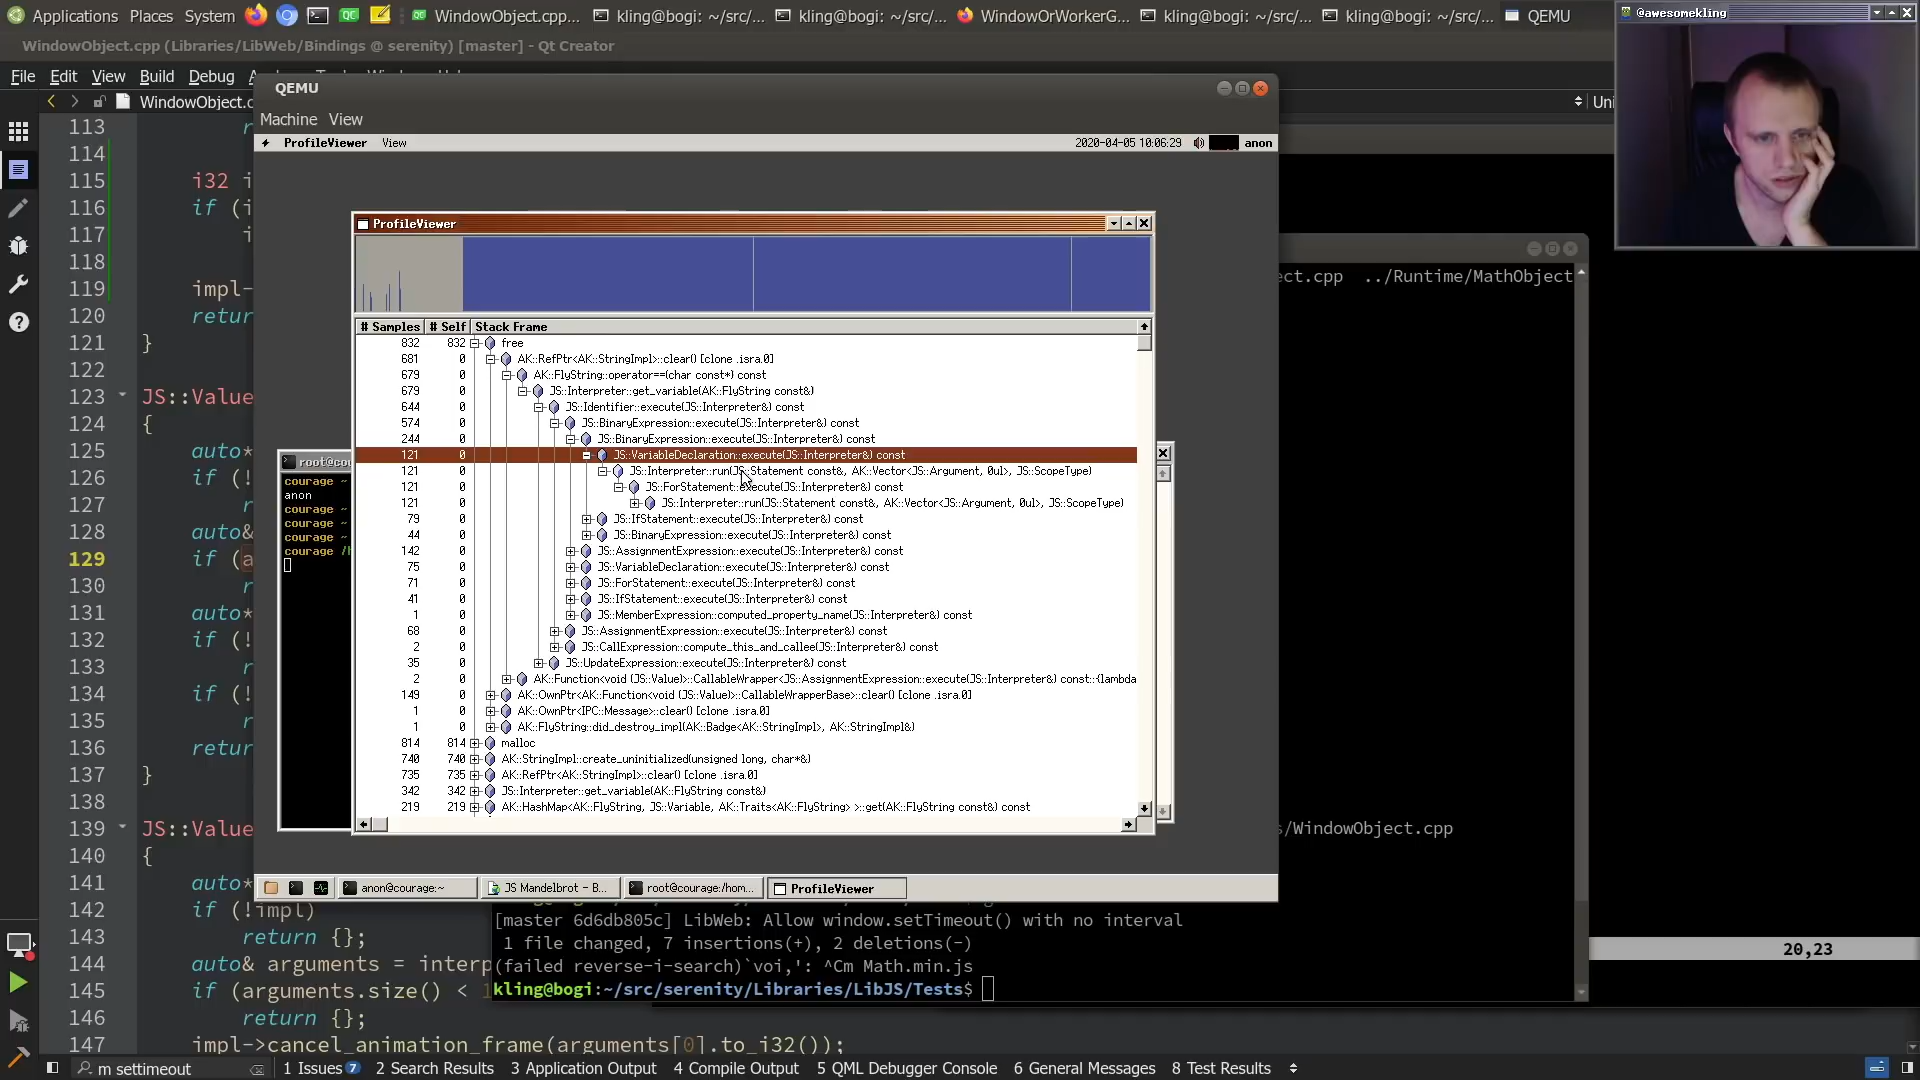 Applications Places System WindowObject.cpp... kling@bogi: ~/src/... kling@bogi: ~/src/... WindowOrWorkerG... kling@bogi: ~/src/... kling@bogi: ~/src/... QEMU
@awesomekling
WindowObject.cpp (Libraries/LibWeb/Bindings @ serenity) [master] - Qt Creator
File Edit View Build Debug
WindowObject.c
Uni
QEMU
Machine View
ProfileViewer View 2020-04-05 10:06:29 anon
ProfileViewer
# Samples # Self Stack Frame
832 832 free
681 0 AK::RefPtr<AK::StringImpl>::clear() [clone .isra.0]
679 0 AK::FlyString::operator==(char const*) const
679 0 JS::Interpreter::get_variable(AK::FlyString const&)
644 0 JS::Identifier::execute(JS::Interpreter&) const
574 0 JS::BinaryExpression::execute(JS::Interpreter&) const
244 0 JS::BinaryExpression::execute(JS::Interpreter&) const
121 0 JS::VariableDeclaration::execute(JS::Interpreter&) const
121 0 JS::Interpreter::run(JS::Statement const&, AK::Vector<JS::Argument, 0ul>, JS::ScopeType)
121 0 JS::ForStatement::execute(JS::Interpreter&) const
121 0 JS::Interpreter::run(JS::Statement const&, AK::Vector<JS::Argument, 0ul>, JS::ScopeType)
79 0 JS::IfStatement::execute(JS::Interpreter&) const
44 0 JS::BinaryExpression::execute(JS::Interpreter&) const
142 0 JS::AssignmentExpression::execute(JS::Interpreter&) const
75 0 JS::VariableDeclaration::execute(JS::Interpreter&) const
71 0 JS::ForStatement::execute(JS::Interpreter&) const
41 0 JS::IfStatement::execute(JS::Interpreter&) const
1 0 JS::MemberExpression::computed_property_name(JS::Interpreter&) const
68 0 JS::AssignmentExpression::execute(JS::Interpreter&) const
2 0 JS::CallExpression::compute_this_and_callee(JS::Interpreter&) const
35 0 JS::UpdateExpression::execute(JS::Interpreter&) const
2 0 AK::Function<void (JS::Value)>::CallableWrapper<JS::AssignmentExpression::execute(JS::Interpreter&) const::{lambda
149 0 AK::OwnPtr<AK::Function<void (JS::Value)>::CallableWrapperBase>::clear() [clone .isra.0]
1 0 AK::OwnPtr<IPC::Message>::clear() [clone .isra.0]
1 0 AK::FlyString::did_destroy_impl(AK::Badge<AK::StringImpl>, AK::StringImpl&)
814 814 malloc
740 740 AK::StringImpl::create_uninitialized(unsigned long, char*&)
735 735 AK::RefPtr<AK::StringImpl>::clear() [clone .isra.0]
342 342 JS::Interpreter::get_variable(AK::FlyString const&)
219 219 AK::HashMap<AK::FlyString, JS::Variable, AK::Traits<AK::FlyString> >::get(AK::FlyString const&) const
root@cou
courage ~
anon
courage ~
courage ~
courage ~
courage /h
anon@courage:~ JS Mandelbrot - B... root@courage:/hom... ProfileViewer
113 r
114
115 i32 i
116 if (i
117 i
118
119 impl-
120 retur
121 }
122
123 JS::Value
124 {
125 auto*
126 if (!
127 r
128 auto&
129 if (a
130 r
131 auto*
132 if (!
133 r
134 if (!
135 r
136 retur
137 }
138
139 JS::Value
140 {
141 auto*
142 if (!impl)
143 return {};
144 auto& arguments = interp
145 if (arguments.size() < 1
146 return {};
147 impl->cancel_animation_frame(arguments[0].to_i32());
ect.cpp ../Runtime/MathObject
s/WindowObject.cpp
[master 6d6db805c] LibWeb: Allow window.setTimeout() with no interval
1 file changed, 7 insertions(+), 2 deletions(-)
(failed reverse-i-search)`voi,': ^Cm Math.min.js
kling@bogi:~/src/serenity/Libraries/LibJS/Tests$
20,23
m settimeout 1 Issues 7 2 Search Results 3 Application Output 4 Compile Output 5 QML Debugger Console 6 General Messages 8 Test Results